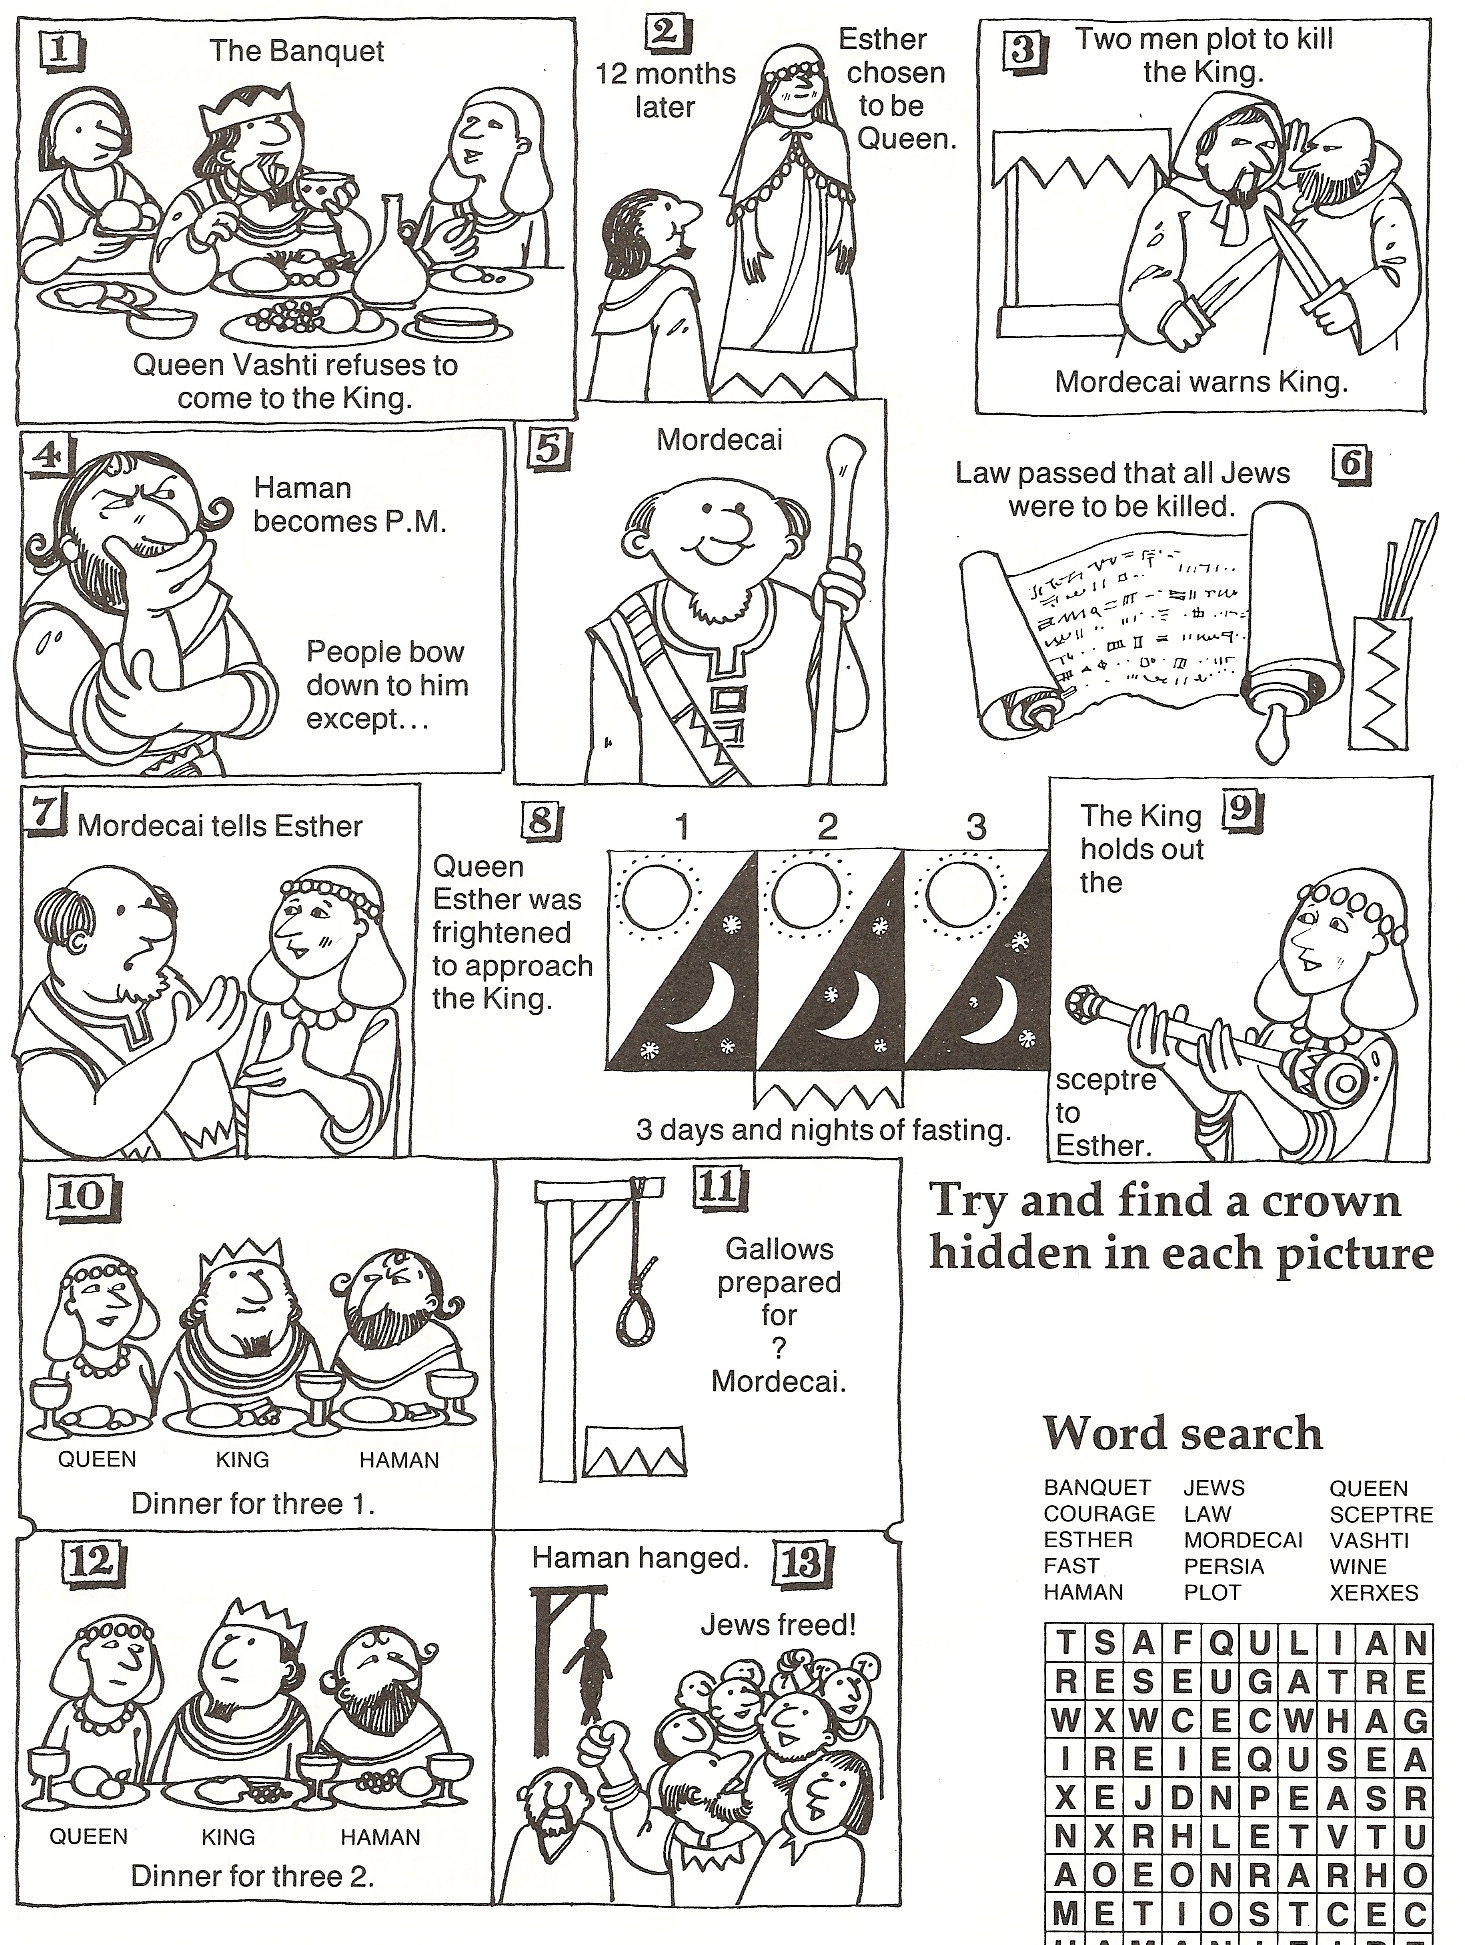 1
The Banquet
Queen Vashti refuses to
come to the King.
2
12 months
later
Esther
chosen
to be
Queen.
3
Two men plot to kill
the King.
Mordecai warns King.
4
Haman
becomes P.M.
People bow
down to him
except...
5
Mordecai
6
Law passed that all Jews
were to be killed.
7
Mordecai tells Esther
8
Queen
Esther was
frightened
to approach
the King.
1 2 3
3 days and nights of fasting.
9
The King
holds out
the
sceptre
to
Esther.
10
QUEEN KING HAMAN
Dinner for three 1.
11
Gallows
prepared
for
?
Mordecai.
Try and find a crown
hidden in each picture
12
QUEEN KING HAMAN
Dinner for three 2.
13
Haman hanged.
Jews freed!
Word search
BANQUET JEWS QUEEN
COURAGE LAW SCEPTRE
ESTHER MORDECAI VASHTI
FAST PERSIA WINE
HAMAN PLOT XERXES
T S A F Q U L I A N
R E S E U G A T R E
W X W C E C W H A G
I R E I E Q U S E A
X E J D N P E A S R
N X R H L E T V T U
A O E O N R A R H O
M E T I O S T C E C